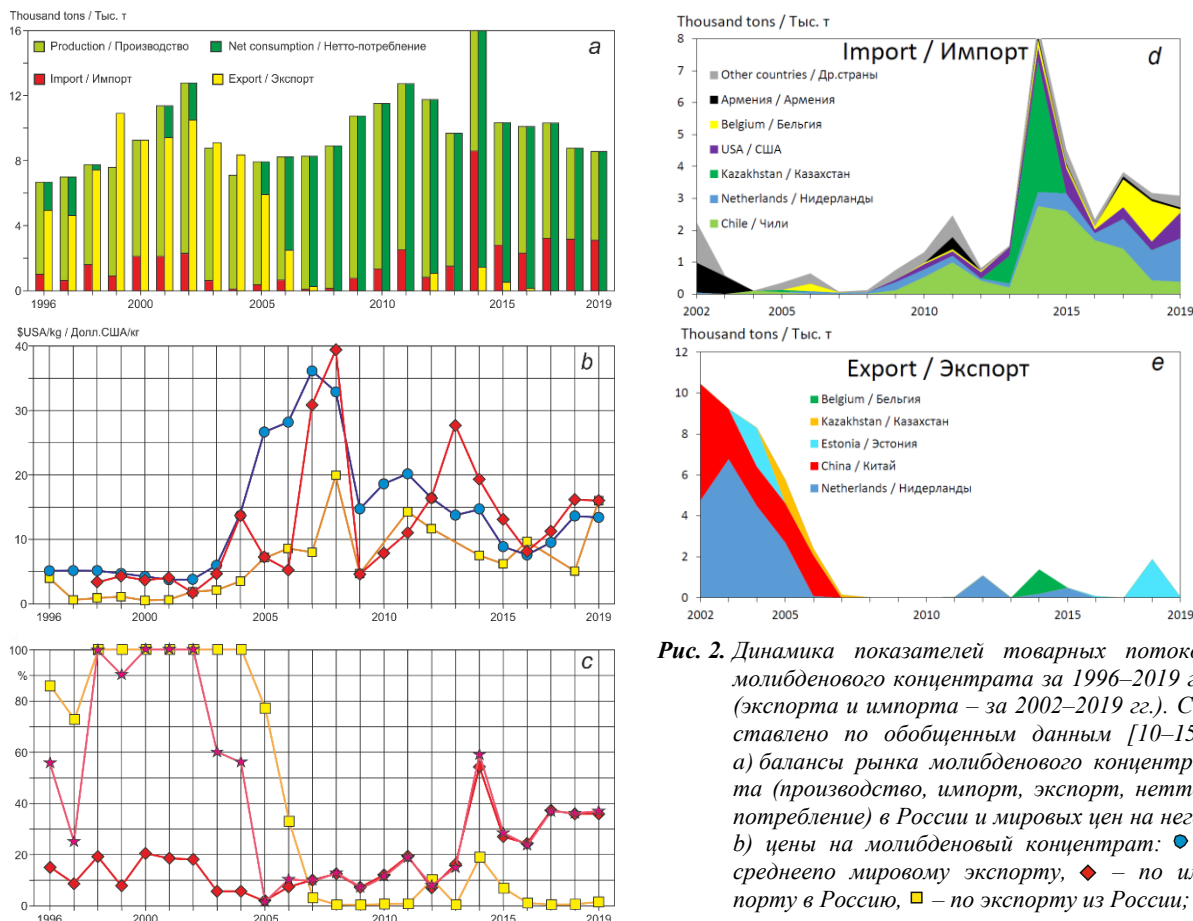 Thousand tons / Тыс. т
16
Production / Производство
Net consumption / Нетто-потребление
a
Import / Импорт
Export / Экспорт
12
8
4
0
1996 2000 2005 2010 2015 2019
$USA/kg / Долл.США/кг
40
b
30
20
10
0
1996 2000 2005 2010 2015 2019
100
%
c
80
60
40
20
0
1996 2000 2005 2010 2015 2019
Thousand tons / Тыс. т
8
Import / Импорт
d
7
Other countries / Др.страны
6
Армения / Армения
Belgium / Бельгия
5
USA / США
4
Kazakhstan / Казахстан
3
Netherlands / Нидерланды
2
Chile / Чили
1
0
2002 2005 2010 2015 2019
Thousand tons / Тыс. т
12
Export / Экспорт
e
10
Belgium / Бельгия
Kazakhstan / Казахстан
8
Estonia / Эстония
6
China / Китай
4
Netherlands / Нидерланды
2
0
2002 2005 2010 2015 2019
Рис. 2. Динамика показателей товарных потоко
молибденового концентрата за 1996–2019 г
(экспорта и импорта – за 2002–2019 гг.). С
ставлено по обобщенным данным [10–15
a) балансы рынка молибденового концентра
та (производство, импорт, экспорт, нетт
потребление) в России и мировых цен на нег
b) цены на молибденовый концентрат:
среднеепо мировому экспорту, – по и
порту в Россию, – по экспорту из России;